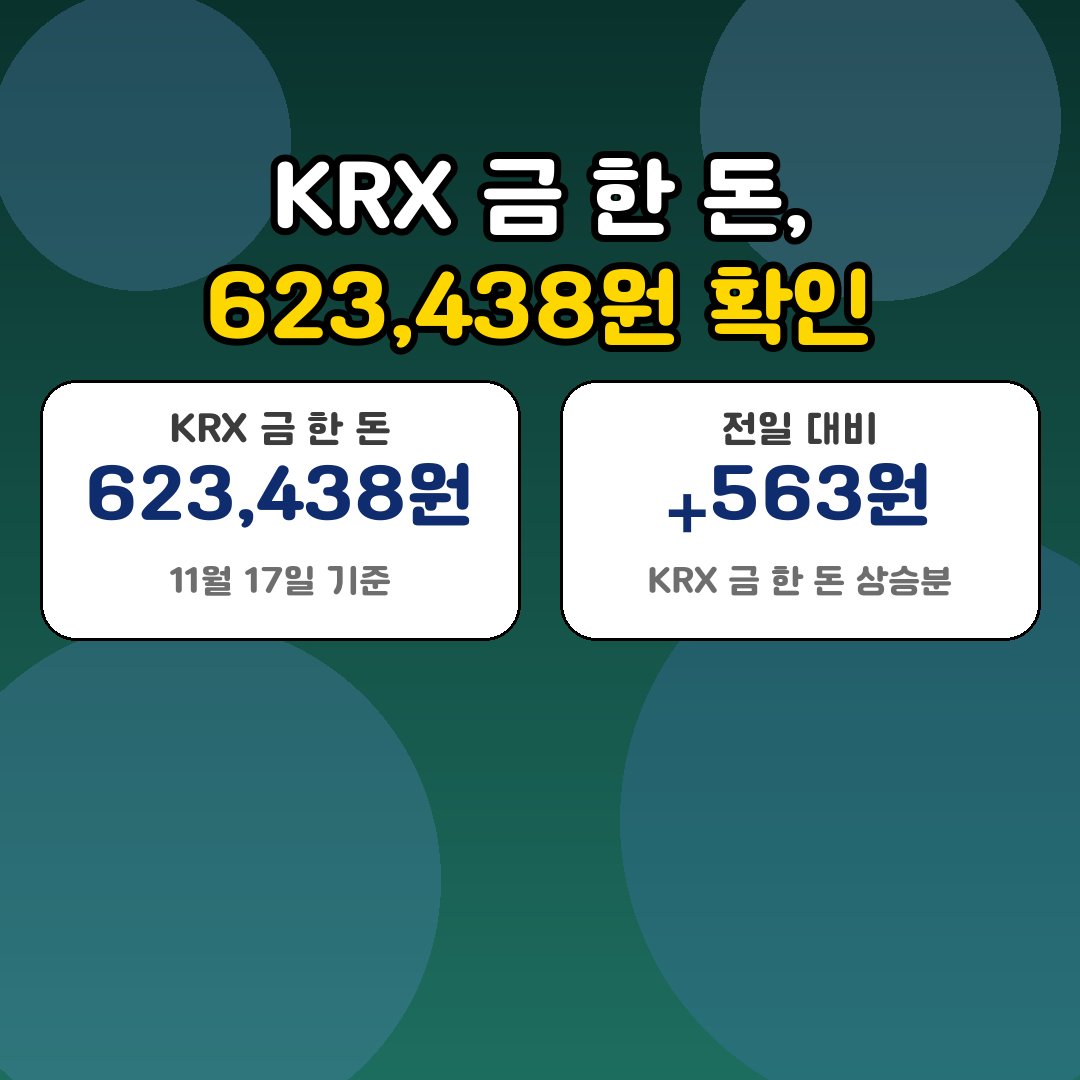 KRX 금 한 돈,
623,438원 확인
KRX 금 한 돈
623,438원
11월 17일 기준
전일 대비
+563원
KRX 금 한 돈 상승분